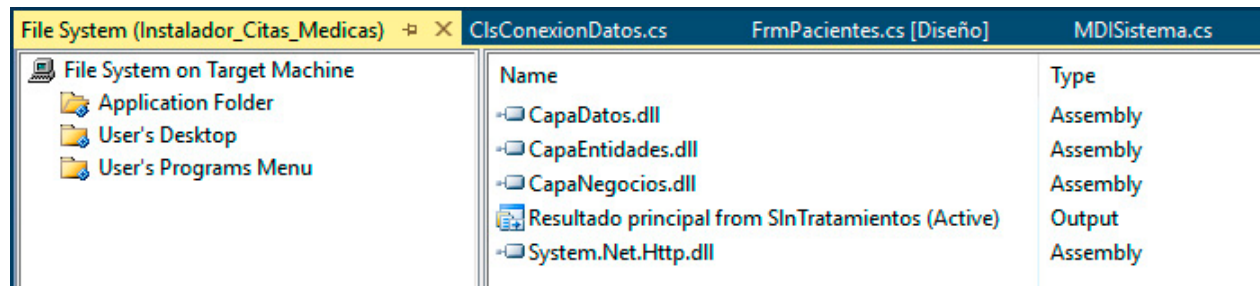 File System (Instalador_Citas_Medicas) ClsConexionDatos.cs FrmPacientes.cs [Diseño] MDISistema.cs
File System on Target Machine
Application Folder
User's Desktop
User's Programs Menu
Name Type
CapaDatos.dll Assembly
CapaEntidades.dll Assembly
CapaNegocios.dll Assembly
Resultado principal from SlnTratamientos (Active) Output
System.Net.Http.dll Assembly